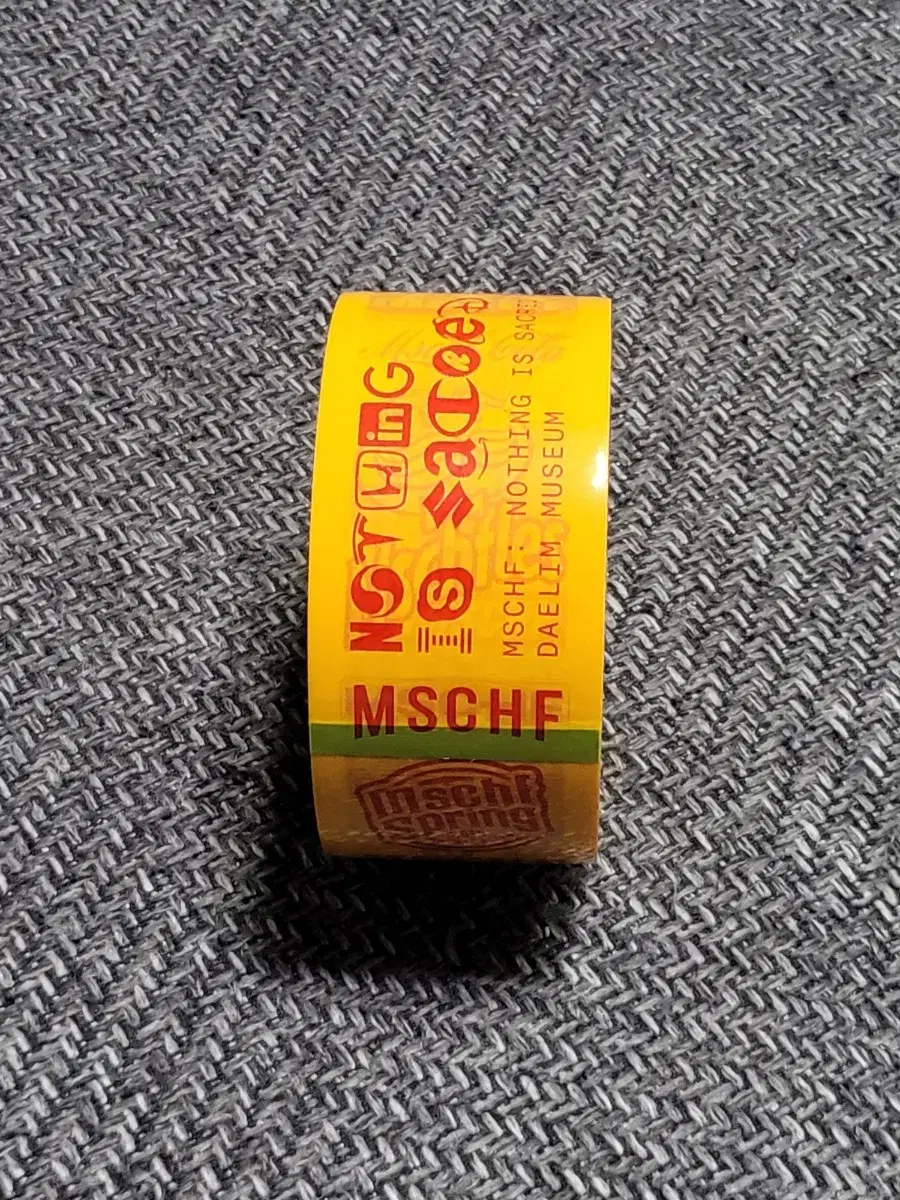 NOTHinG
IS saCRED
MSCHF: NOTHING IS SACRED
DAELIM MUSEUM
MSCHF
mschf
spring